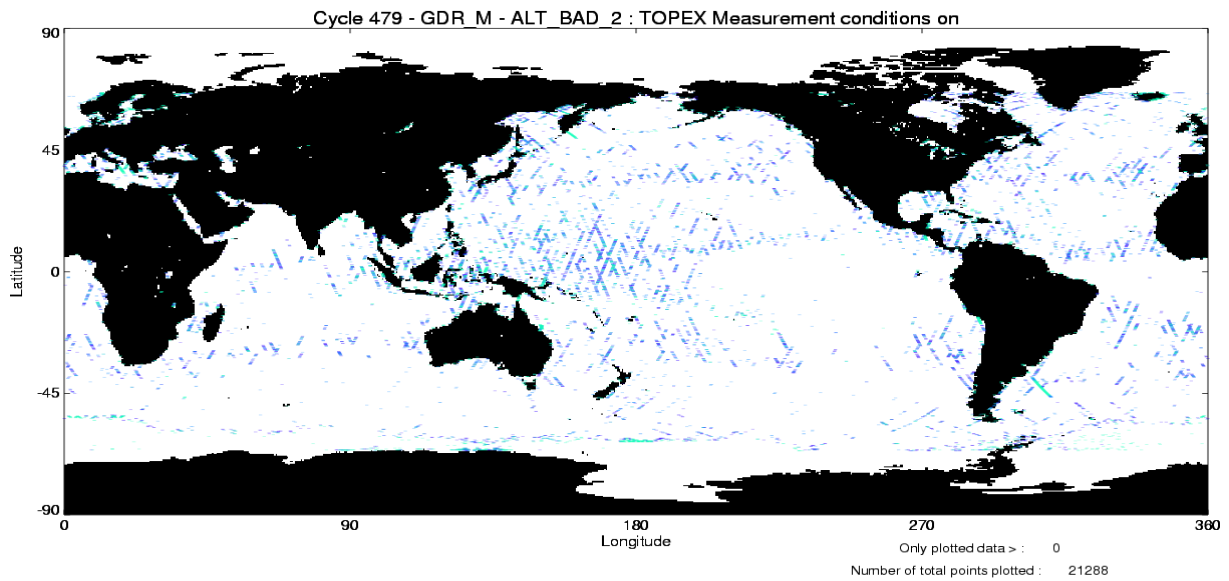 Cycle 479 - GDR_M - ALT_BAD_2 : TOPEX Measurement conditions on
90
45
0
-45
-90
Latitude
0 90 180 270 360
Longitude
Only plotted data > : 0
Number of total points plotted : 21288